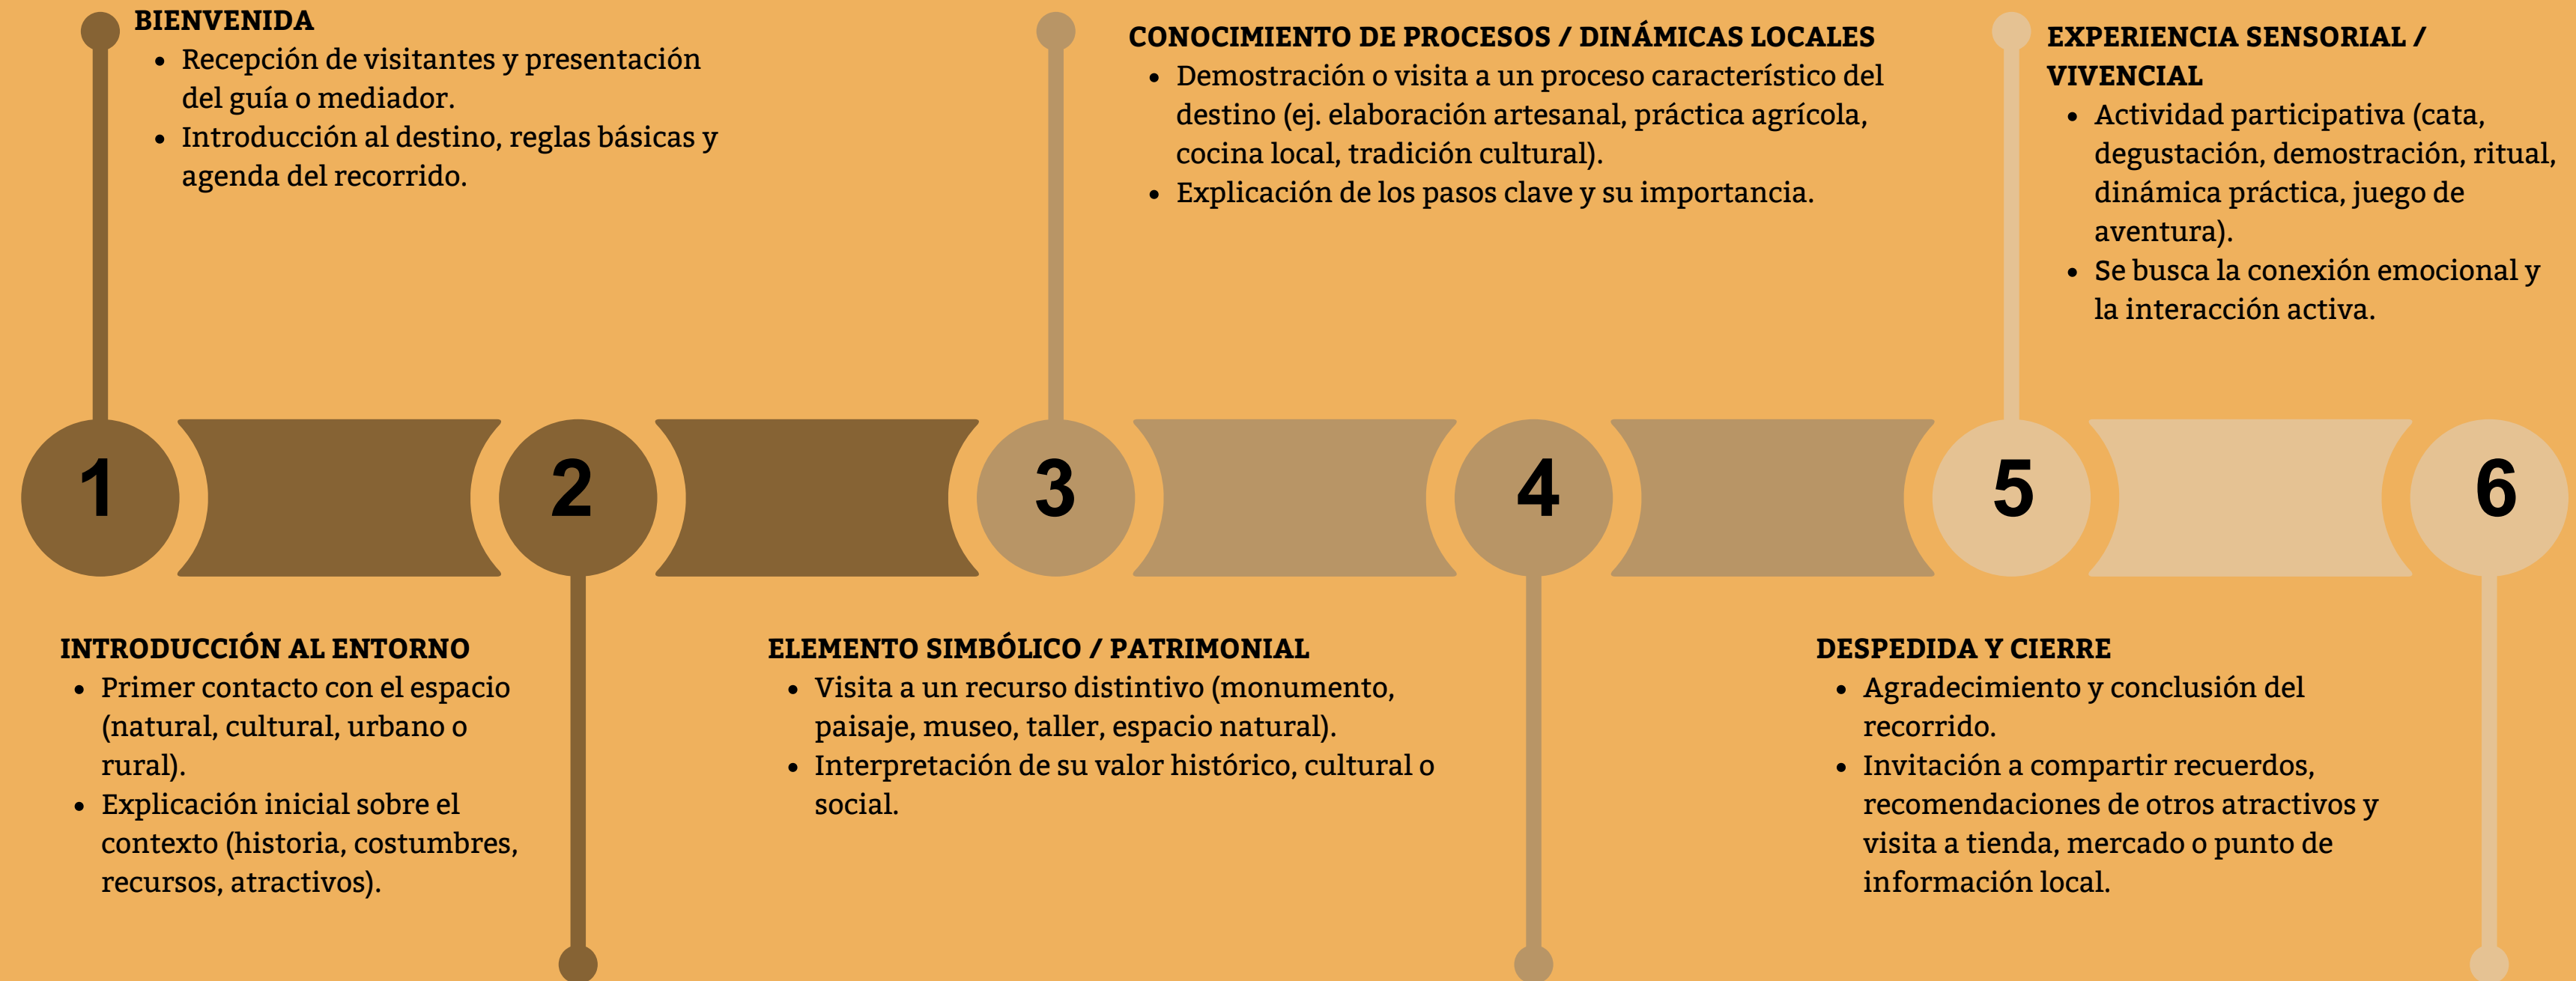 BIENVENIDA
• Recepción de visitantes y presentación
del guía o mediador.
• Introducción al destino, reglas básicas y
agenda del recorrido.
CONOCIMIENTO DE PROCESOS / DINÁMICAS LOCALES
• Demostración o visita a un proceso característico del
destino (ej. elaboración artesanal, práctica agrícola,
cocina local, tradición cultural).
• Explicación de los pasos clave y su importancia.
EXPERIENCIA SENSORIAL /
VIVENCIAL
• Actividad participativa (cata,
degustación, demostración, ritual,
dinámica práctica, juego de
aventura).
• Se busca la conexión emocional y
la interacción activa.
1
2
3
4
5
6
INTRODUCCIÓN AL ENTORNO
• Primer contacto con el espacio
(natural, cultural, urbano o
rural).
• Explicación inicial sobre el
contexto (historia, costumbres,
recursos, atractivos).
ELEMENTO SIMBÓLICO / PATRIMONIAL
• Visita a un recurso distintivo (monumento,
paisaje, museo, taller, espacio natural).
• Interpretación de su valor histórico, cultural o
social.
DESPEDIDA Y CIERRE
• Agradecimiento y conclusión del
recorrido.
• Invitación a compartir recuerdos,
recomendaciones de otros atractivos y
visita a tienda, mercado o punto de
información local.